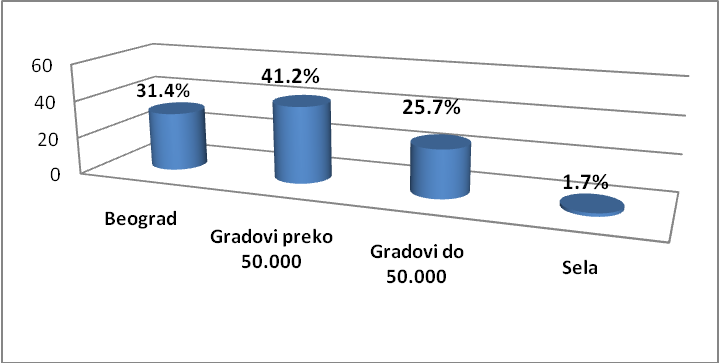 60
40
20
0
31.4%
41.2%
25.7%
1.7%
Beograd
Gradovi preko
50.000
Gradovi do
50.000
Sela